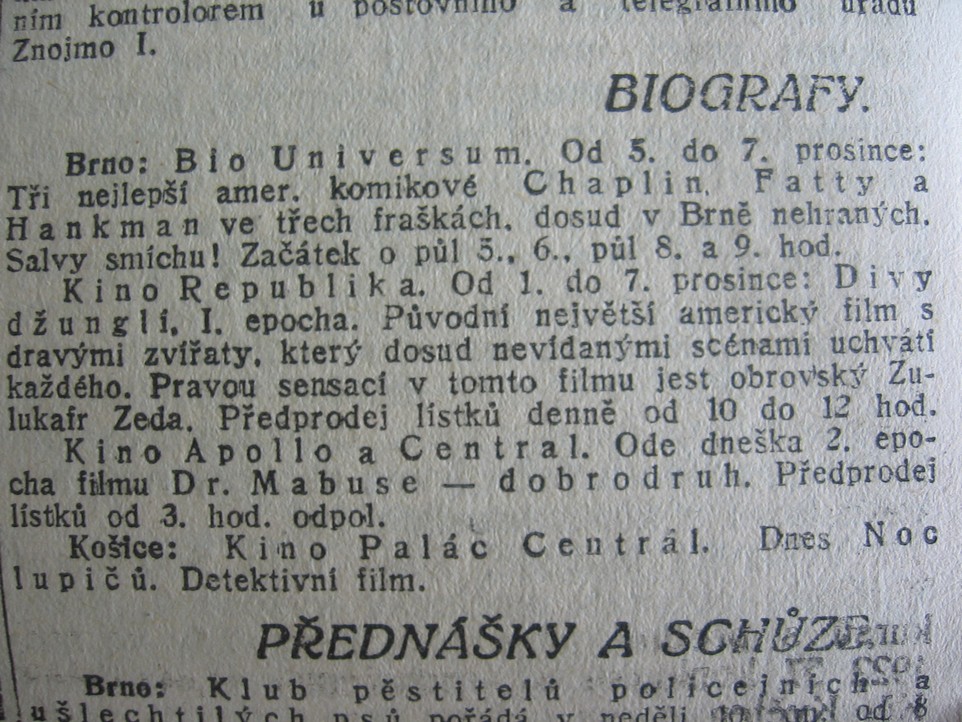 ním kontrolorem u poštovního a telegrafního úřadu
Znojmo I.
BIOGRAFY.
Brno: Bio Universum. Od 5. do 7. prosince:
Tři nejlepší amer. komikové Chaplin, Fatty a
Hankman ve třech fraškách, dosud v Brně nehraných.
Salvy smíchu! Začátek o půl 5., 6., půl 8. a 9. hod.
Kino Republika. Od 1. do 7. prosince: Divy
džunglí, I. epocha. Původní největší americký film s
dravými zvířaty, který dosud nevídanými scénami uchvátí
každého. Pravou sensací v tomto filmu jest obrovský Zu-
lukafr Zeda. Předprodej lístků denně od 10 do 12 hod.
Kino Apollo a Central. Ode dneška 2. epo-
cha filmu Dr. Mabuse — dobrodruh. Předprodej
lístků od 3. hod. odpol.
Košice: Kino Palác Centrál. Dnes Noc
lupičů. Detektivní film.
PŘEDNÁŠKY A SCHŮZE.
Brno: Klub pěstitelů policejních a
ušlechtilých psů pořádá v neděli od